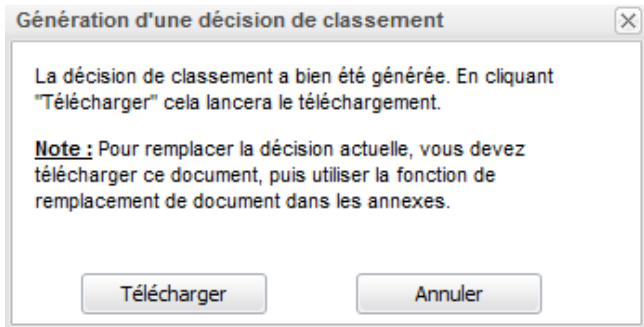 Génération d'une décision de classement
La décision de classement a bien été générée. En cliquant
"Télécharger" cela lancera le téléchargement.
Note : Pour remplacer la décision actuelle, vous devez
télécharger ce document, puis utiliser la fonction de
remplacement de document dans les annexes.
Télécharger Annuler